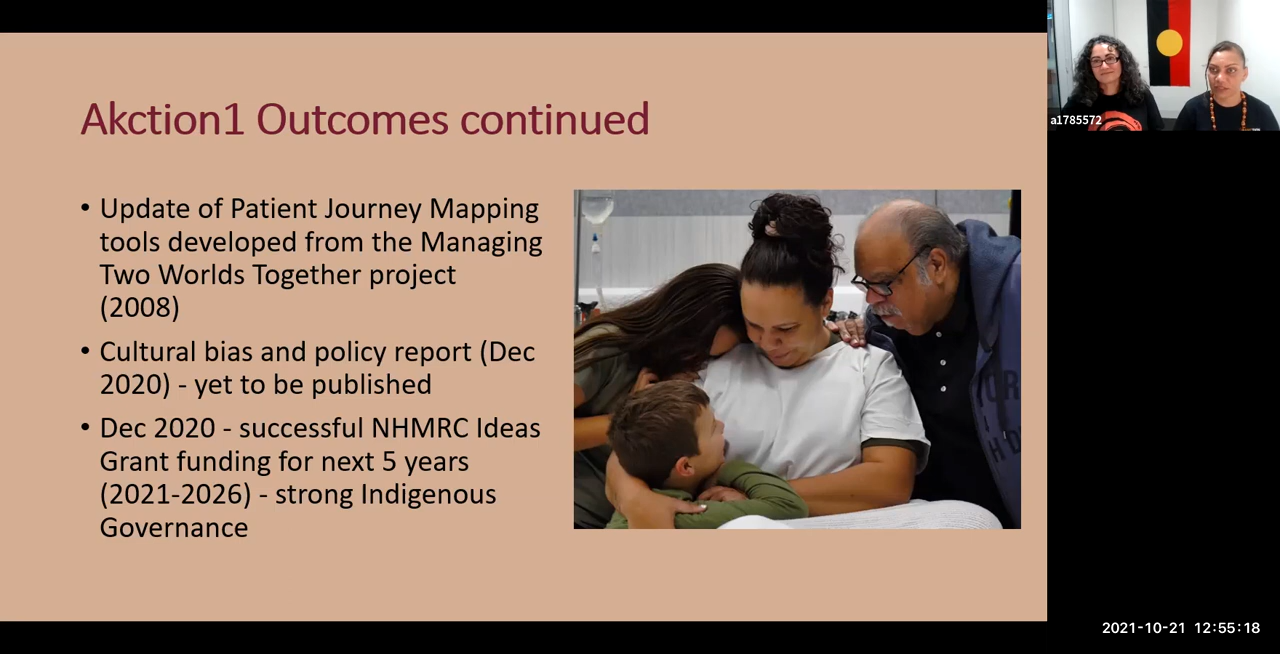 Akction1 Outcomes continued
• Update of Patient Journey Mapping
tools developed from the Managing
Two Worlds Together project
(2008)
• Cultural bias and policy report (Dec
2020) - yet to be published
• Dec 2020 - successful NHMRC Ideas
Grant funding for next 5 years
(2021-2026) - strong Indigenous
Governance
a1785572
2021-10-21 12:55:18